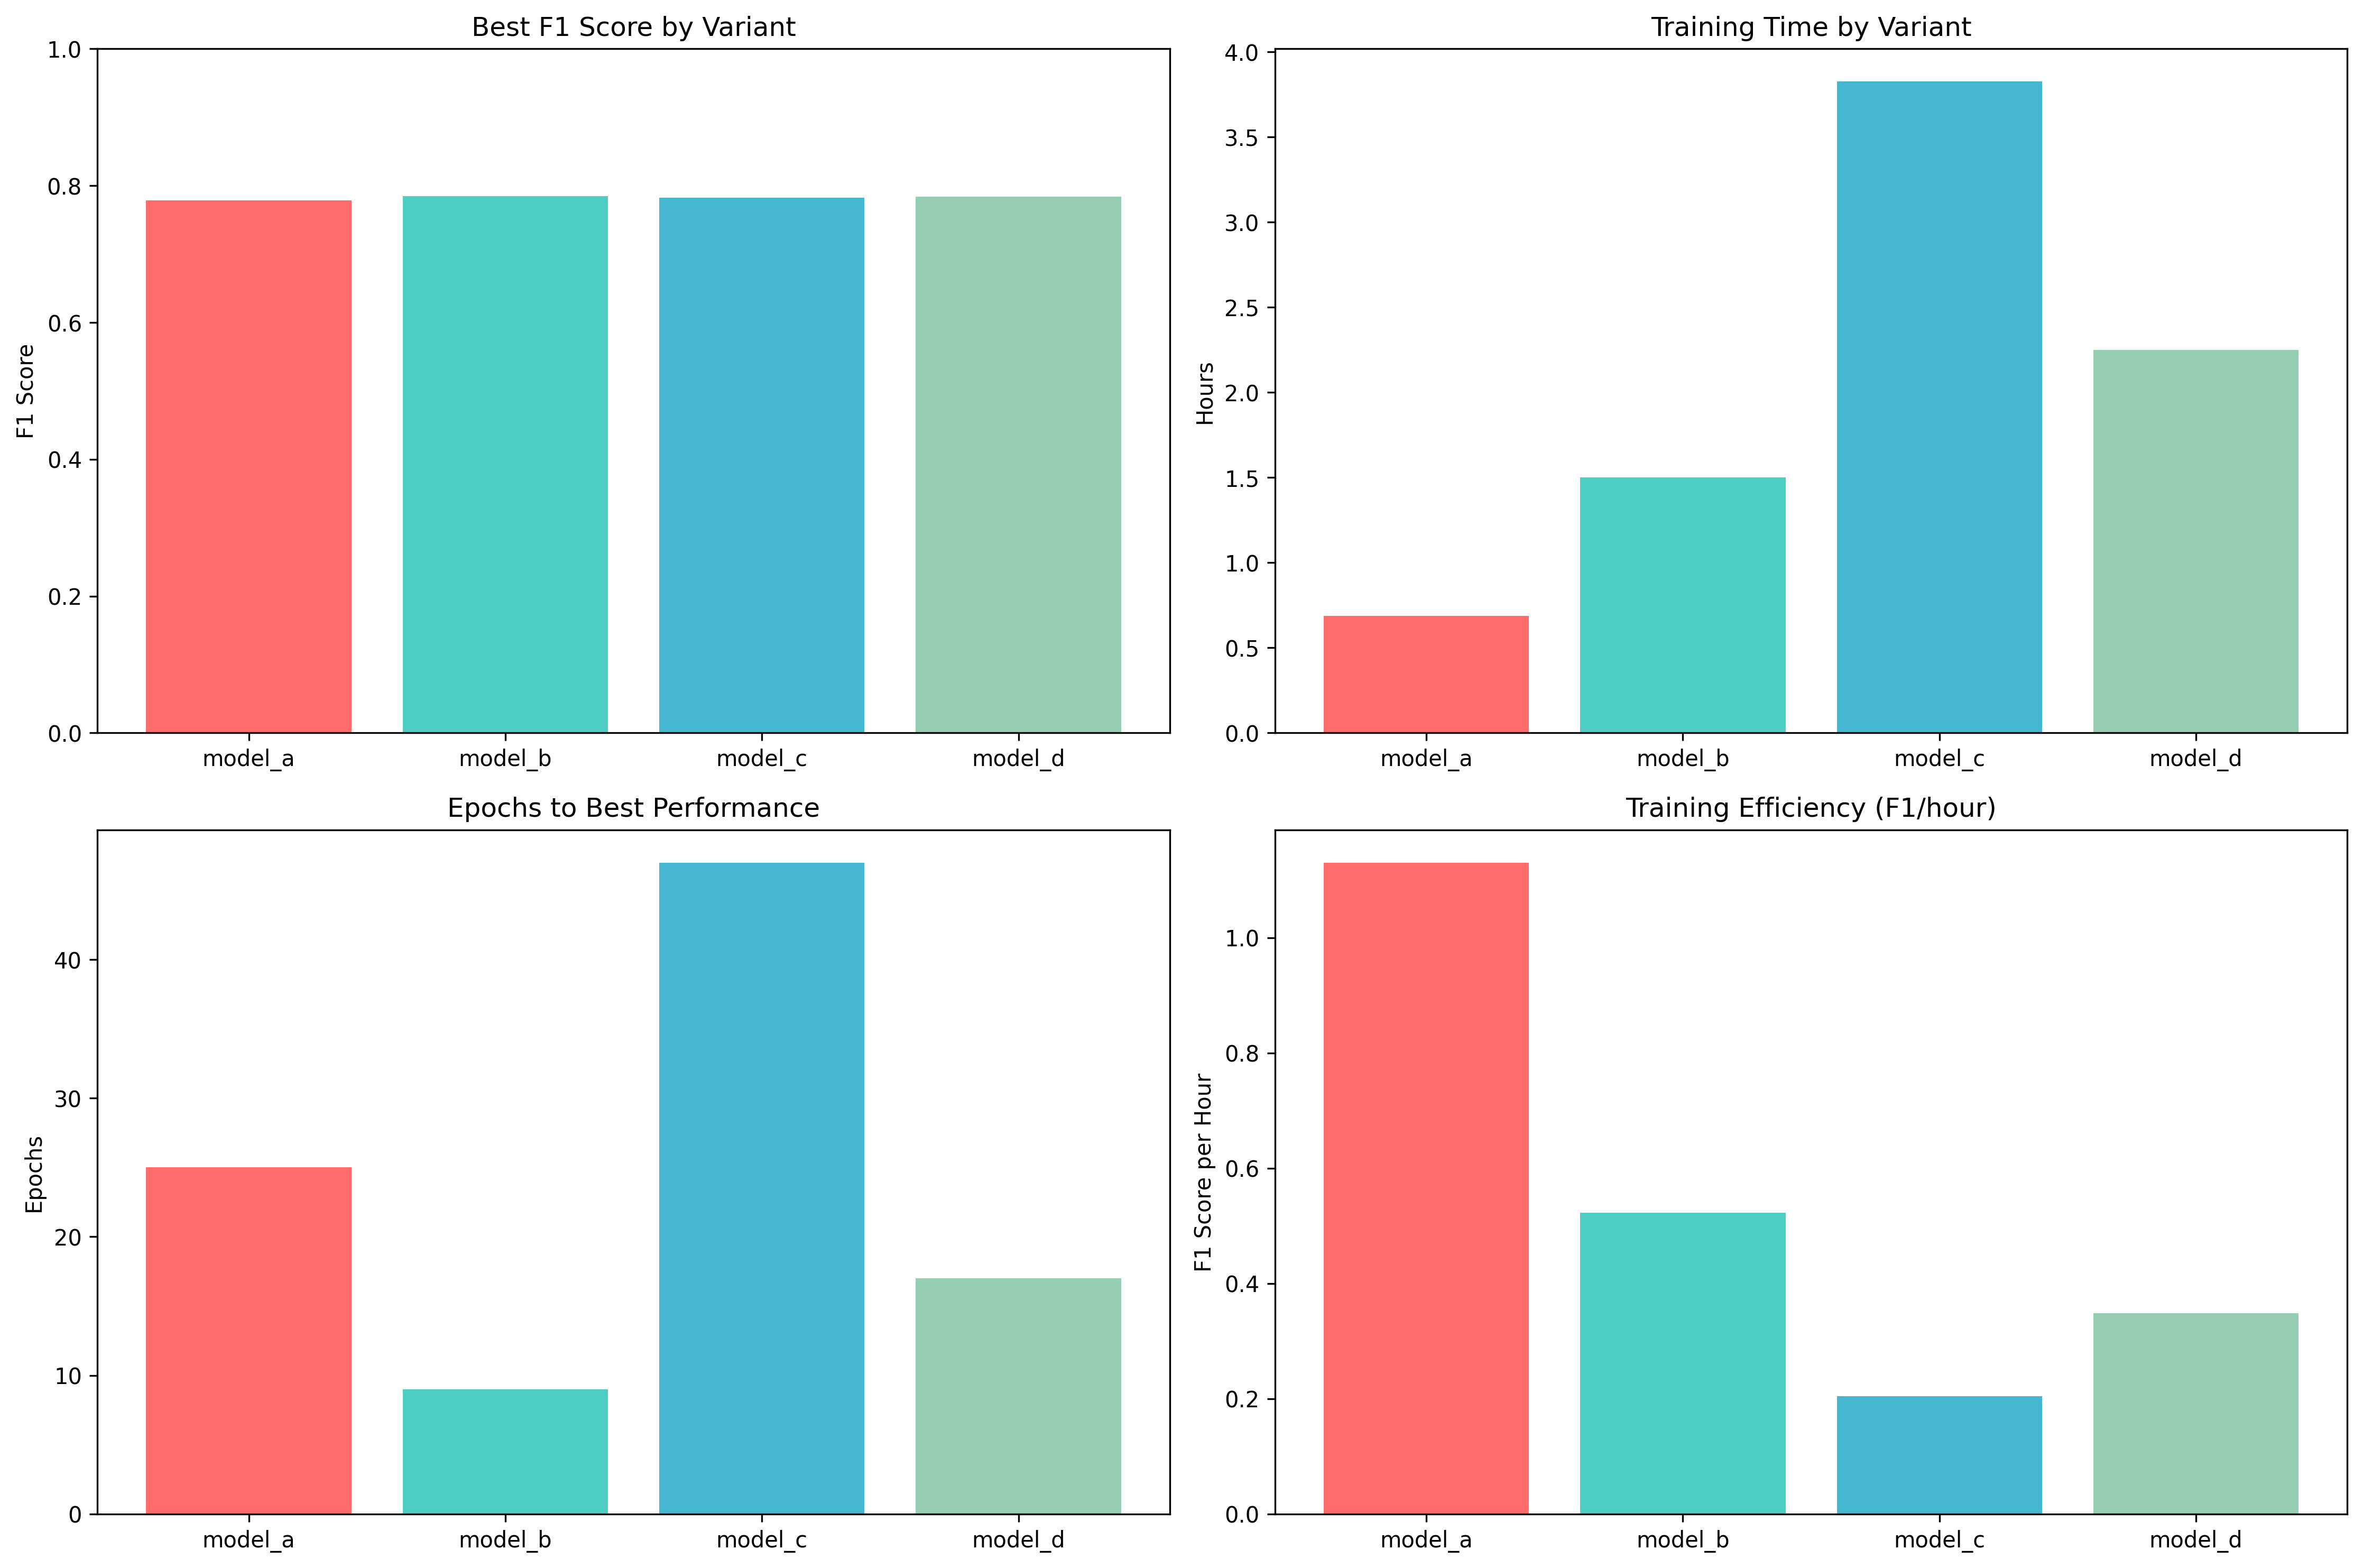 Best F1 Score by Variant
1.0
0.8
0.6
0.4
0.2
0.0
F1 Score
model_a model_b model_c model_d
Training Time by Variant
4.0
3.5
3.0
2.5
2.0
1.5
1.0
0.5
0.0
Hours
model_a model_b model_c model_d
Epochs to Best Performance
40
30
20
10
0
Epochs
model_a model_b model_c model_d
Training Efficiency (F1/hour)
1.0
0.8
0.6
0.4
0.2
0.0
F1 Score per Hour
model_a model_b model_c model_d